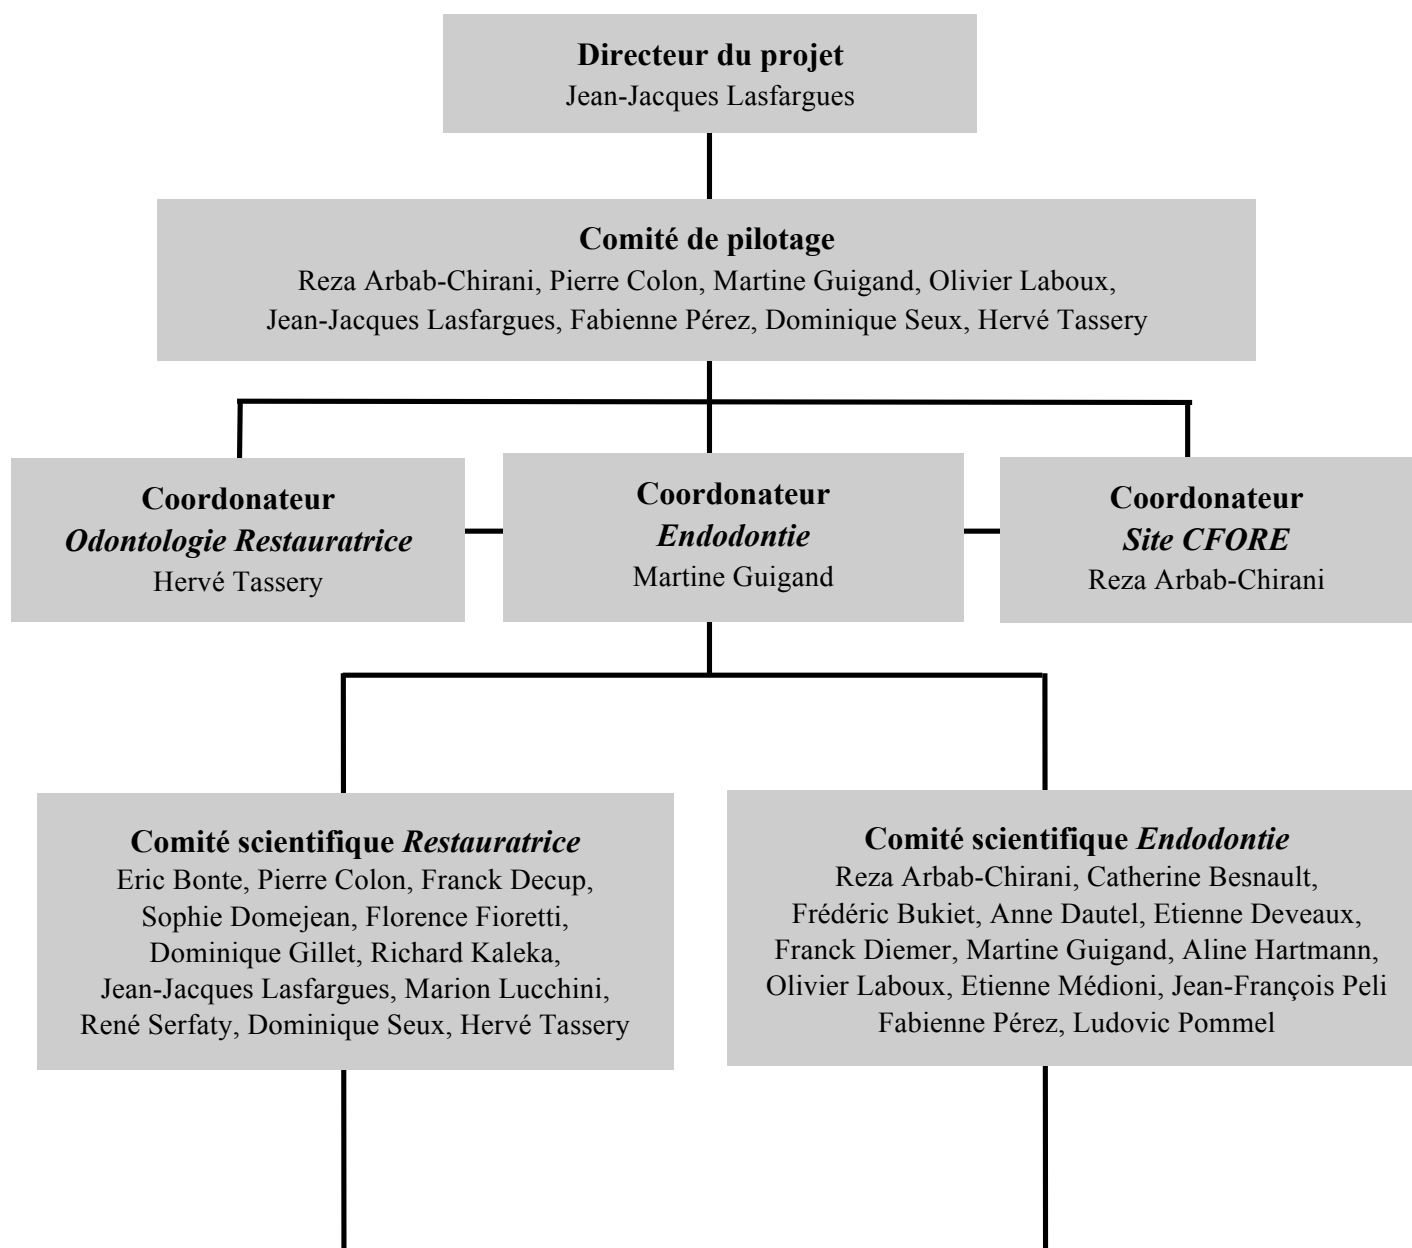 Directeur du projet
Jean-Jacques Lasfargues
Comité de pilotage
Reza Arbab-Chirani, Pierre Colon, Martine Guigand, Olivier Laboux,
Jean-Jacques Lasfargues, Fabienne Pérez, Dominique Seux, Hervé Tassery
Coordonateur
Odontologie Restauratrice
Hervé Tassery
Coordonateur
Endodontie
Martine Guigand
Coordonateur
Site CFORE
Reza Arbab-Chirani
Comité scientifique Restauratrice
Eric Bonte, Pierre Colon, Franck Decup,
Sophie Domejean, Florence Fioretti,
Dominique Gillet, Richard Kaleka,
Jean-Jacques Lasfargues, Marion Lucchini,
René Serfaty, Dominique Seux, Hervé Tassery
Comité scientifique Endodontie
Reza Arbab-Chirani, Catherine Besnault,
Frédéric Bukiet, Anne Dautel, Etienne Deveaux,
Franck Diemer, Martine Guigand, Aline Hartmann,
Olivier Laboux, Etienne Médioni, Jean-François Peli
Fabienne Pérez, Ludovic Pommel